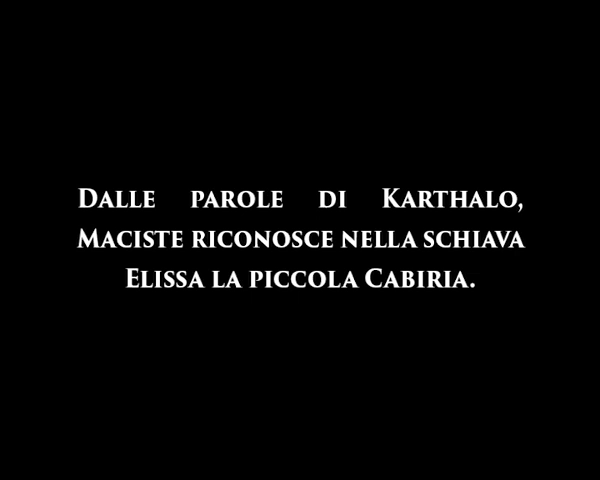 Dalle parole di Karthalo,
Maciste riconosce nella schiava
Elissa la piccola Cabiria.